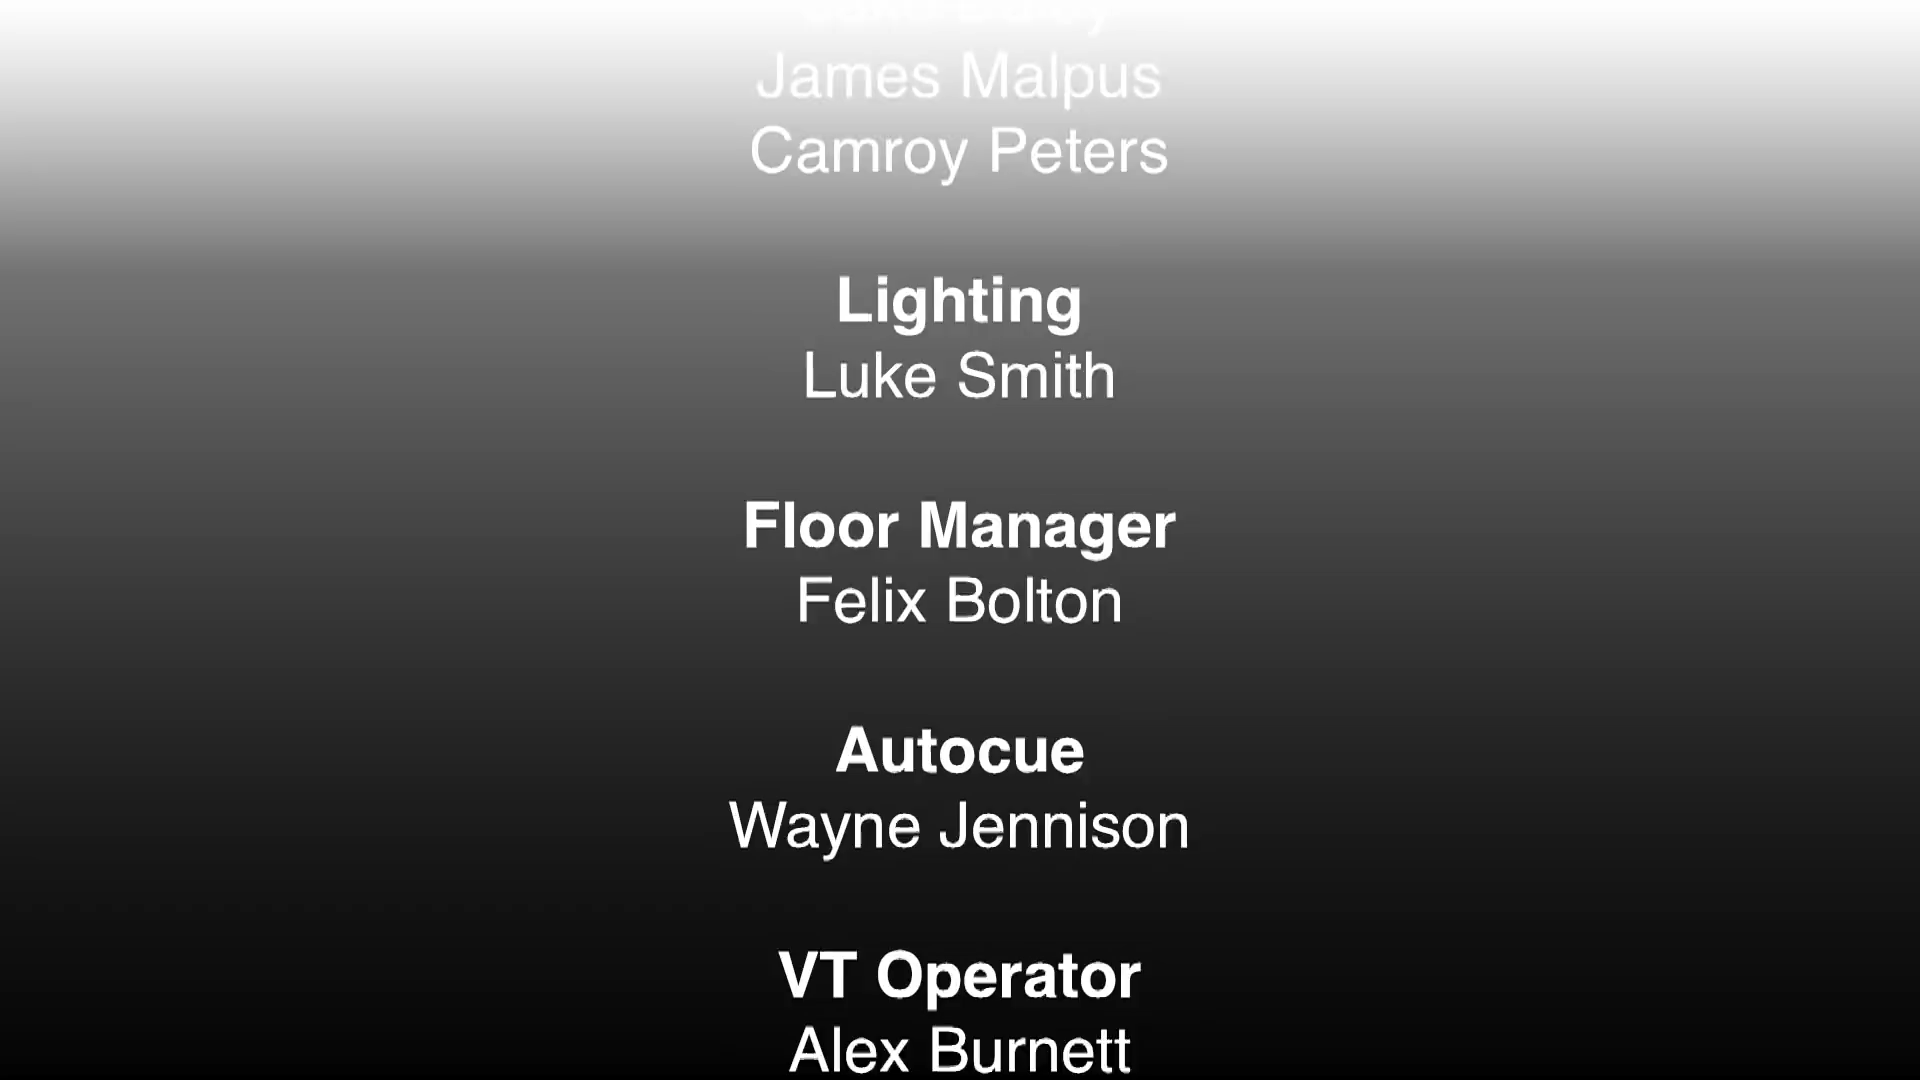 James Malpus
Camroy Peters
Lighting
Luke Smith
Floor Manager
Felix Bolton
Autocue
Wayne Jennison
VT Operator
Alex Burnett